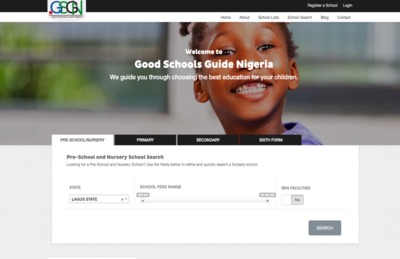 Register a School Login
GSGN
Home About School Lists School Search Blog Contact
Welcome to
Good Schools Guide Nigeria
We guide you through choosing the best education for your children.
PRE-SCHOOL/NURSERY PRIMARY SECONDARY SIXTH FORM
Pre-School and Nursery School Search
Looking for a Pre-School and Nursery School? Use the fields below to refine and quickly search a nursery school
STATE SCHOOL FEES RANGE SEN FACILITIES
LAGOS STATE × No
SEARCH